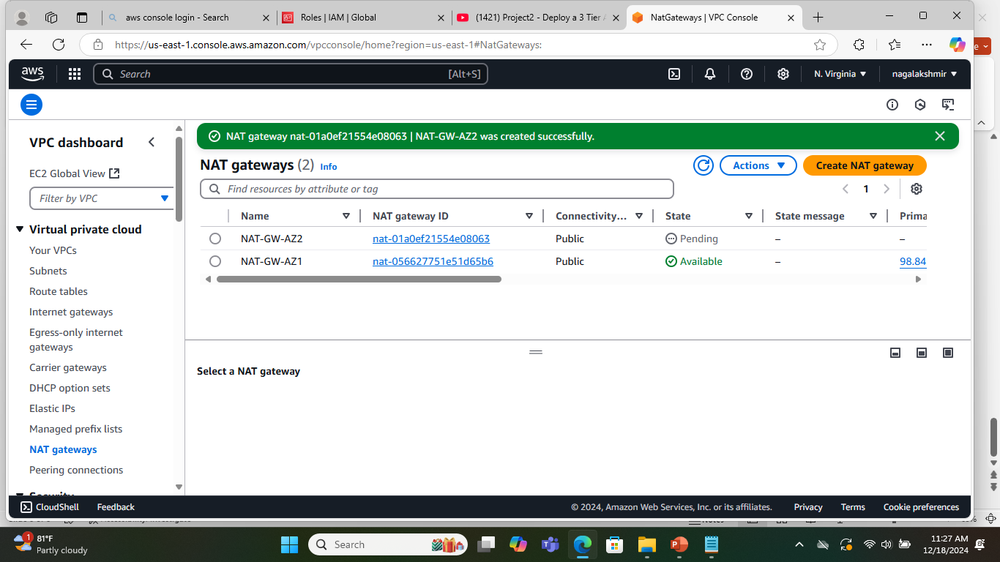 aws console login - Search
Roles | IAM | Global
(1421) Project2 - Deploy a 3 Tier
NatGateways | VPC Console
https://us-east-1.console.aws.amazon.com/vpcconsole/home?region=us-east-1#NatGateways:
aws
Search
[Alt+S]
N. Virginia
nagalakshmir
VPC dashboard
EC2 Global View
Filter by VPC
Virtual private cloud
Your VPCs
Subnets
Route tables
Internet gateways
Egress-only internet
gateways
Carrier gateways
DHCP option sets
Elastic IPs
Managed prefix lists
NAT gateways
Peering connections
Security
NAT gateway nat-01a0ef21554e08063 | NAT-GW-AZ2 was created successfully.
NAT gateways (2) Info
Actions
Create NAT gateway
Find resources by attribute or tag
1
Name NAT gateway ID Connectivity... State State message Prima
NAT-GW-AZ2 nat-01a0ef21554e08063 Public Pending – –
NAT-GW-AZ1 nat-056627751e51d65b6 Public Available – 98.84
Select a NAT gateway
CloudShell Feedback © 2024, Amazon Web Services, Inc. or its affiliates. Privacy Terms Cookie preferences
1
81°F
Partly cloudy
Search
11:27 AM
12/18/2024